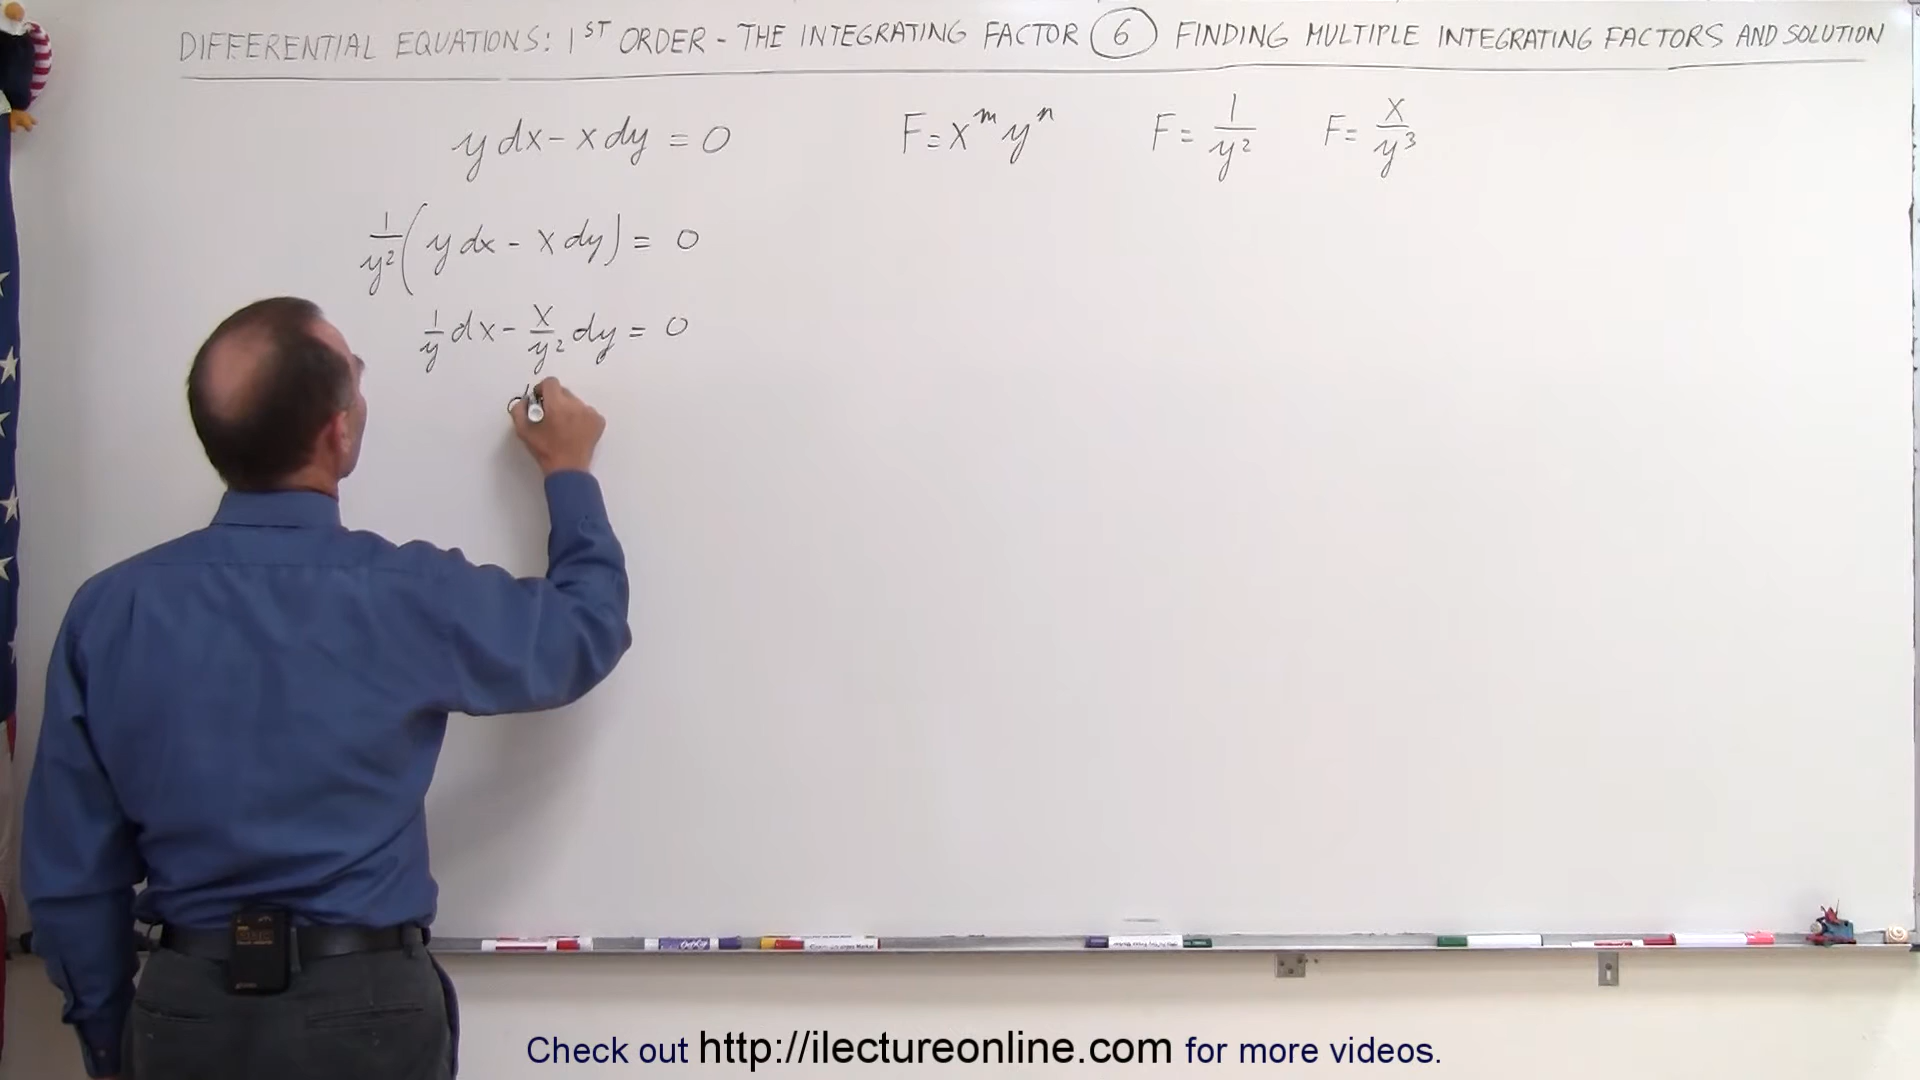 DIFFERENTIAL EQUATIONS: 1ST ORDER - THE INTEGRATING FACTOR 6 FINDING MULTIPLE INTEGRATING FACTORS AND SOLUTION
y dx - x dy = 0 F = x^m y^n F = 1/y² F = x/y³
1/y² (y dx - x dy) = 0
1/y dx - x/y² dy = 0
Check out http://ilectureonline.com for more videos.